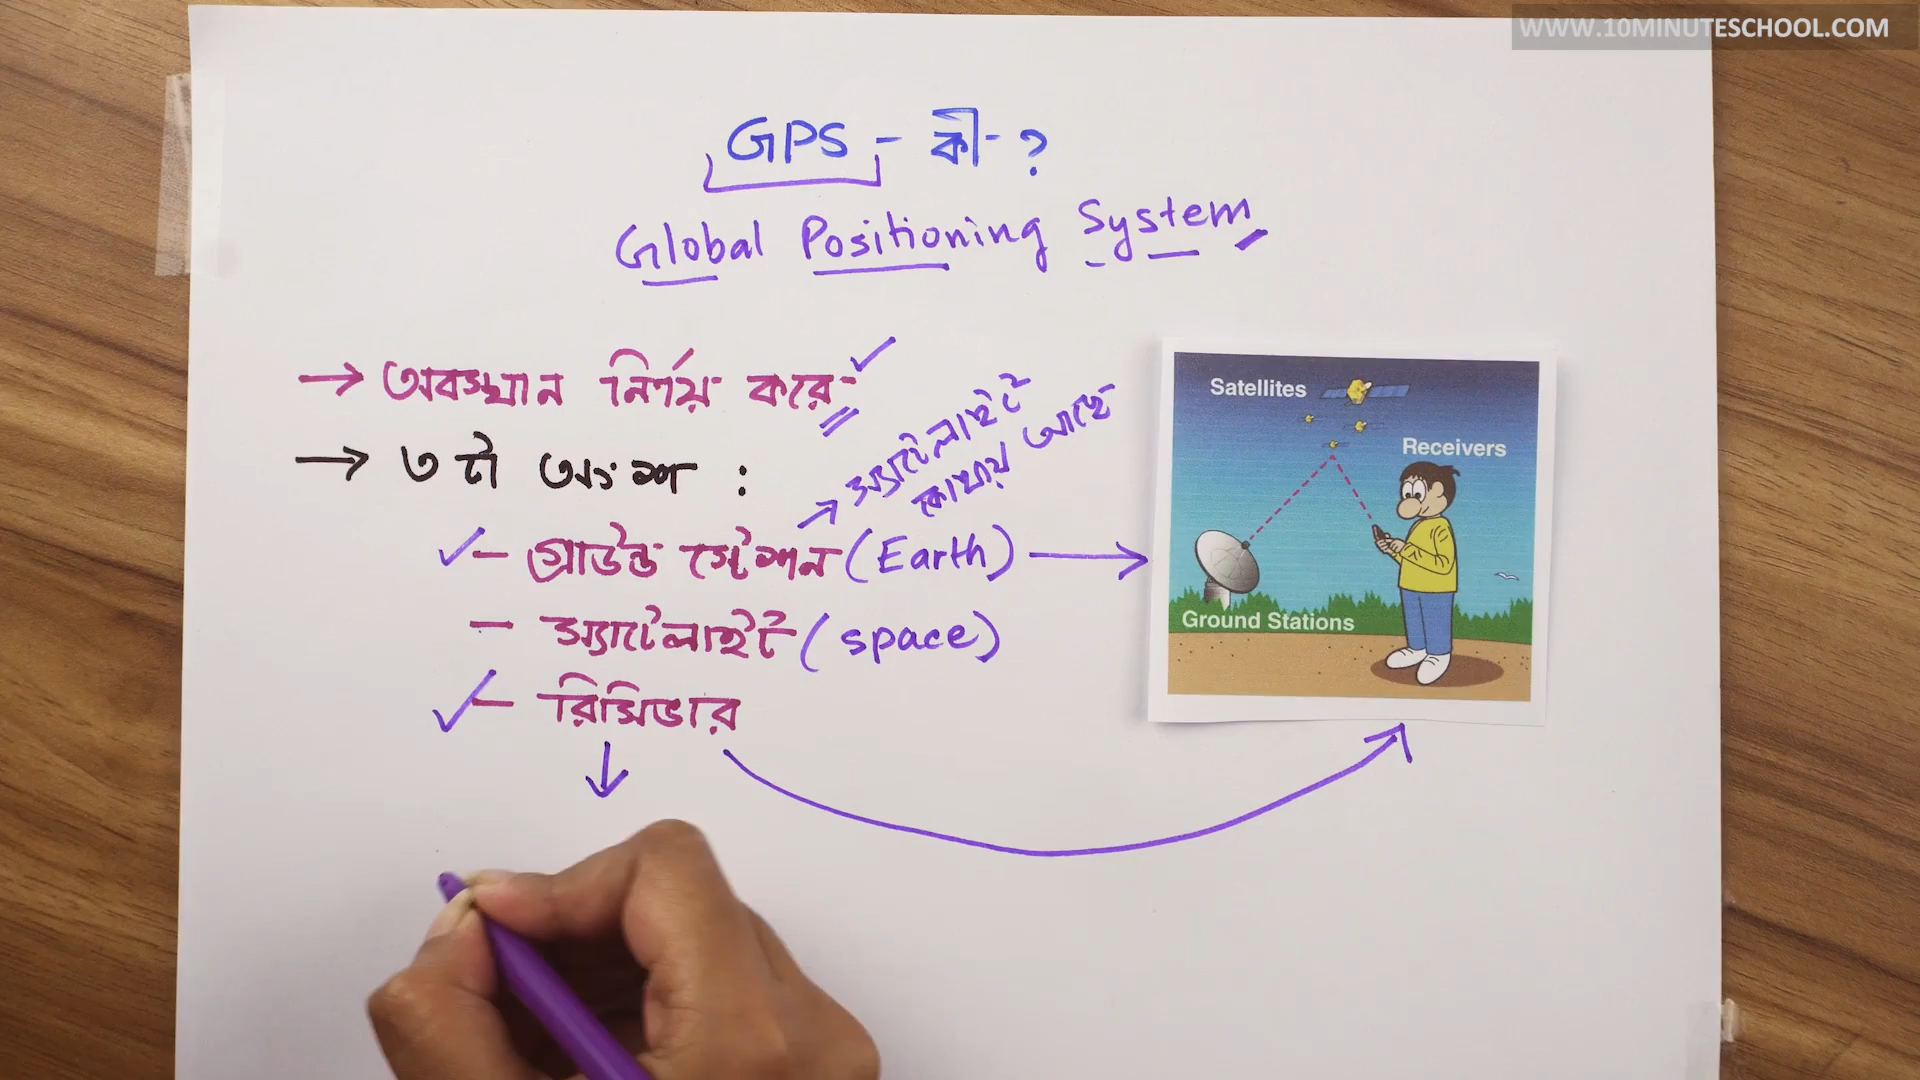 WWW.10MINUTESCHOOL.COM
GPS - কী - ?
Global Positioning System
→ অবস্থান নির্ণয় করে
→ ৩ টা অংশ :
→ স্যাটেলাইট
কোথায় আছে
- গ্রাউন্ড স্টেশন (Earth) →
- স্যাটেলাইট (space)
- রিসিভার
Satellites
Receivers
Ground Stations